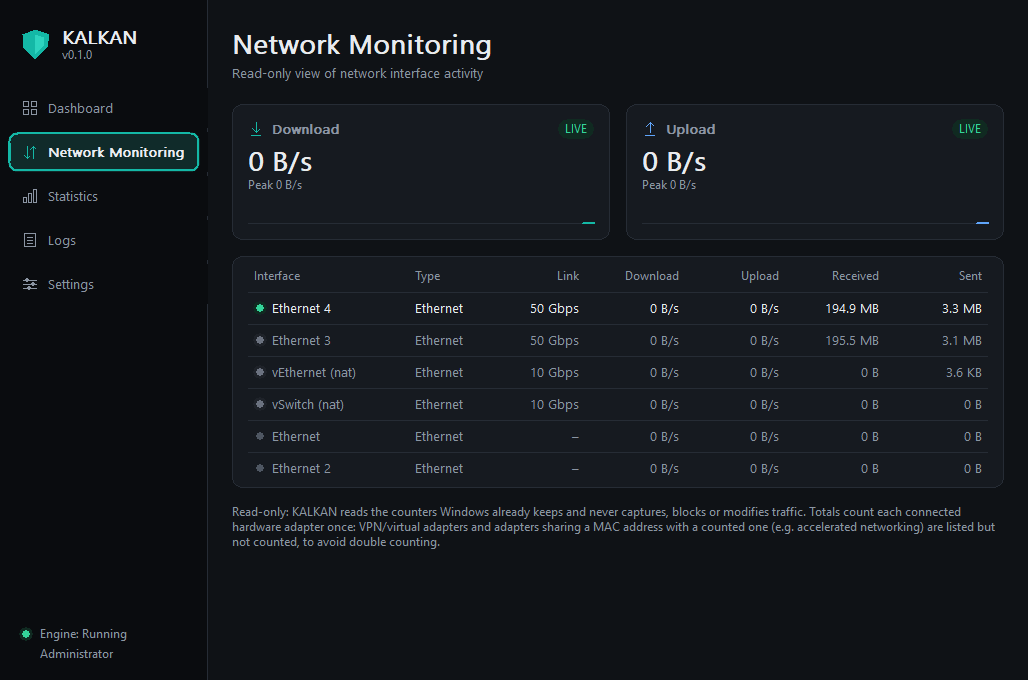 KALKAN
v0.1.0
Dashboard
Network Monitoring
Statistics
Logs
Settings
Engine: Running
Administrator
Network Monitoring
Read-only view of network interface activity
Download LIVE
0 B/s
Peak 0 B/s
Upload LIVE
0 B/s
Peak 0 B/s
Interface Type Link Download Upload Received Sent
Ethernet 4 Ethernet 50 Gbps 0 B/s 0 B/s 194.9 MB 3.3 MB
Ethernet 3 Ethernet 50 Gbps 0 B/s 0 B/s 195.5 MB 3.1 MB
vEthernet (nat) Ethernet 10 Gbps 0 B/s 0 B/s 0 B 3.6 KB
vSwitch (nat) Ethernet 10 Gbps 0 B/s 0 B/s 0 B 0 B
Ethernet Ethernet – 0 B/s 0 B/s 0 B 0 B
Ethernet 2 Ethernet – 0 B/s 0 B/s 0 B 0 B
Read-only: KALKAN reads the counters Windows already keeps and never captures, blocks or modifies traffic. Totals count each connected
hardware adapter once: VPN/virtual adapters and adapters sharing a MAC address with a counted one (e.g. accelerated networking) are listed but
not counted, to avoid double counting.